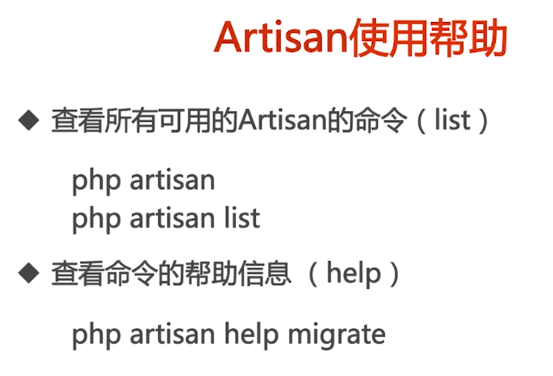 Artisan使用帮助
◆ 查看所有可用的Artisan的命令（list）
php artisan
php artisan list
◆ 查看命令的帮助信息 （help）
php artisan help migrate